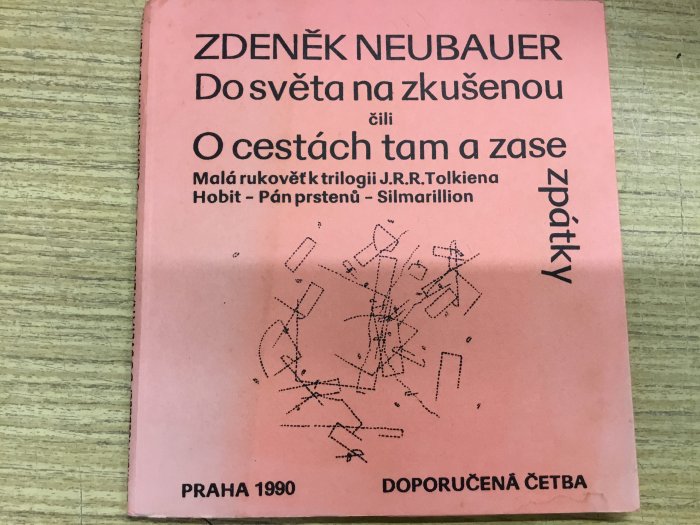 ZDENĚK NEUBAUER
Do světa na zkušenou
čili
O cestách tam a zase
zpátky
Malá rukověť k trilogii J.R.R.Tolkiena
Hobit – Pán prstenů – Silmarillion
PRAHA 1990
DOPORUČENÁ ČETBA